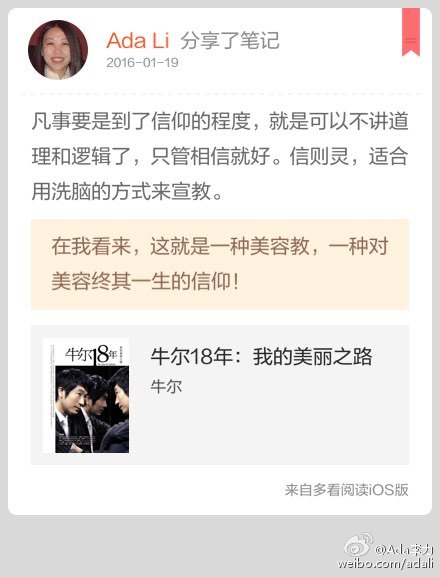 Ada Li 分享了笔记
2016-01-19
凡事要是到了信仰的程度，就是可以不讲道
理和逻辑了，只管相信就好。信则灵，适合
用洗脑的方式来宣教。
在我看来，这就是一种美容教，一种对
美容终其一生的信仰！
牛尔18年
牛尔18年：我的美丽之路
牛尔
来自多看阅读iOS版
@Ada李力
weibo.com/adali